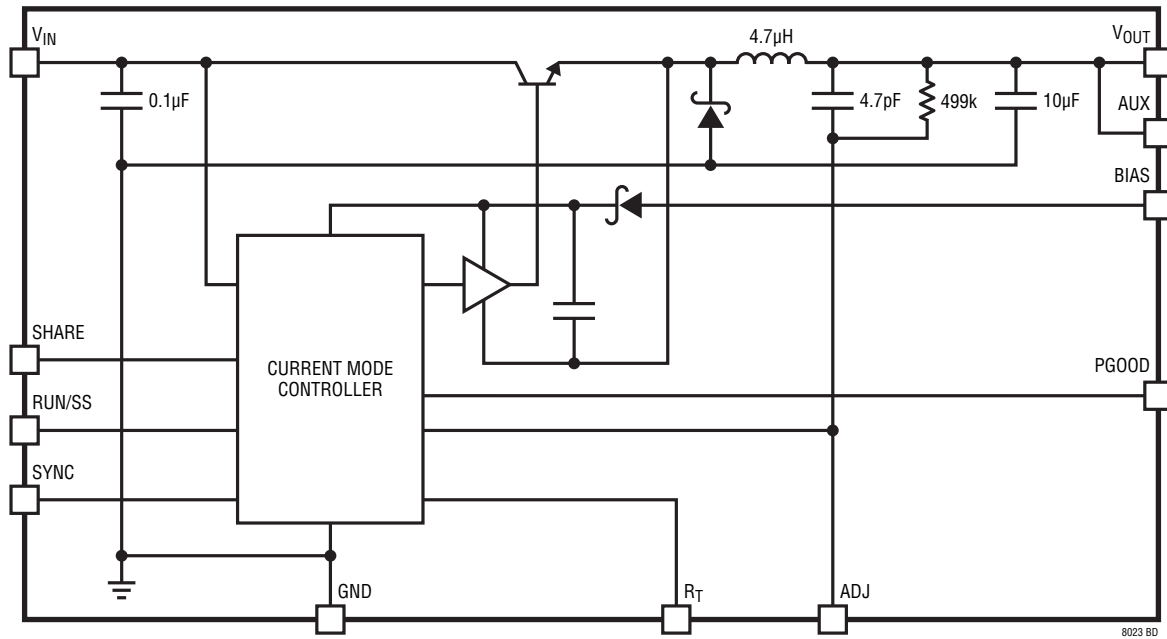 V_IN
4.7µH
V_OUT
0.1µF
4.7pF
499k
10µF
AUX
BIAS
SHARE
CURRENT MODE
CONTROLLER
PGOOD
RUN/SS
SYNC
GND
R_T
ADJ
8023 BD